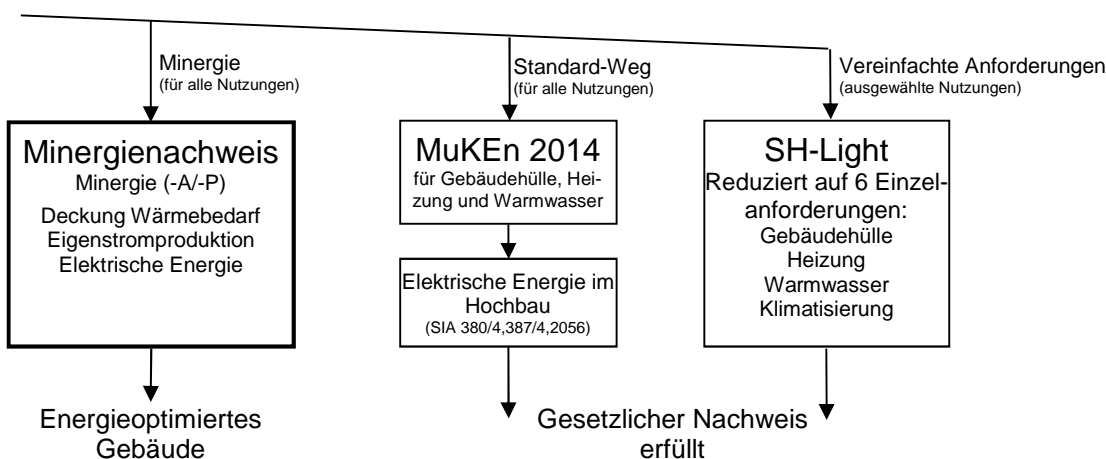 Minergie
(für alle Nutzungen)
Standard-Weg
(für alle Nutzungen)
Vereinfachte Anforderungen
(ausgewählte Nutzungen)
Minergienachweis
Minergie (-A/-P)
Deckung Wärmebedarf
Eigenstromproduktion
Elektrische Energie
MuKEn 2014
für Gebäudehülle, Hei-
zung und Warmwasser
Elektrische Energie im
Hochbau
(SIA 380/4,387/4,2056)
SH-Light
Reduziert auf 6 Einzel-
anforderungen:
Gebäudehülle
Heizung
Warmwasser
Klimatisierung
Energieoptimiertes
Gebäude
Gesetzlicher Nachweis
erfüllt